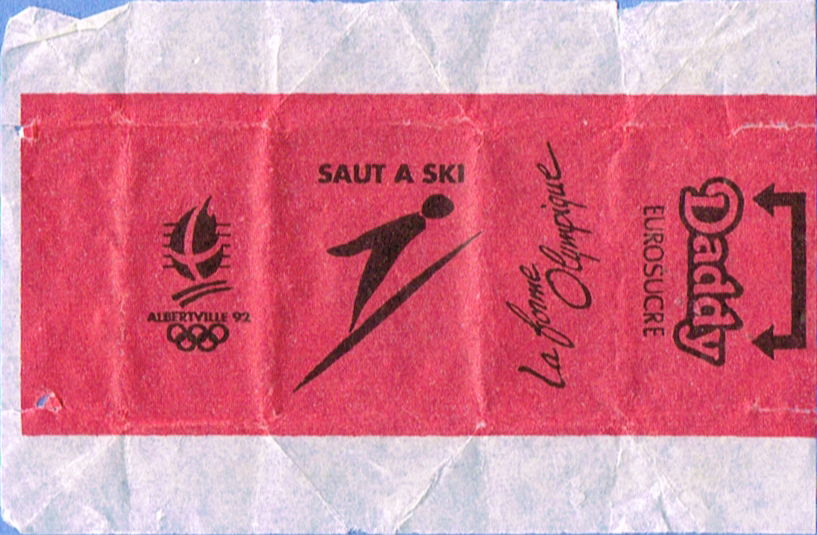 SAUT A SKI
ALBERTVILLE 92
La forme
Olympique
EUROSUCRE
Daddy